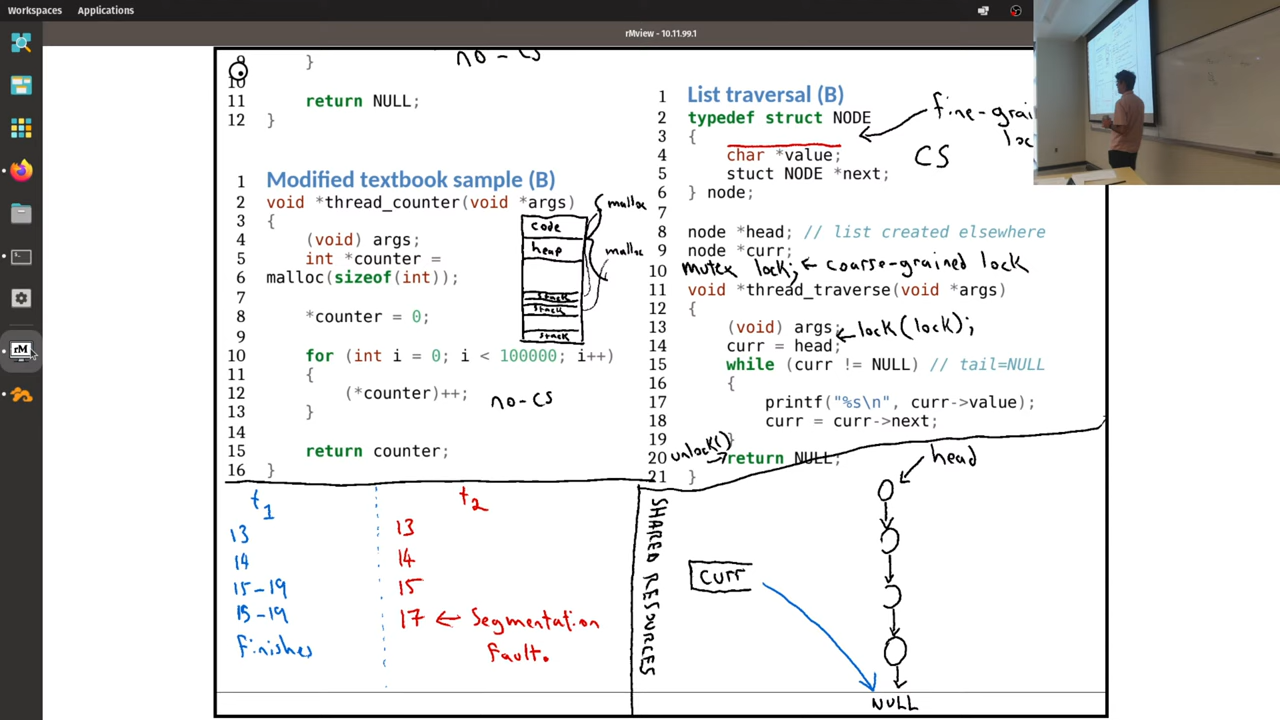 Workspaces Applications
rMview - 10.11.99.1
9 }
no-CS
10
11 return NULL;
12 }
Modified textbook sample (B)
1
2 void *thread_counter(void *args)
3 {
4 (void) args;
5 int *counter =
6 malloc(sizeof(int));
7
8 *counter = 0;
9
10 for (int i = 0; i < 100000; i++)
11 {
12 (*counter)++;
no-CS
13 }
14
15 return counter;
16 }
code
heap
stack
stack
stack
malloc
malloc
List traversal (B)
1
2 typedef struct NODE
3 {
4 char *value;
5 stuct NODE *next;
6 } node;
7
8 node *head; // list created elsewhere
9 node *curr;
10 mutex lock; ← coarse-grained lock
11 void *thread_traverse(void *args)
12 {
13 (void) args;
lock(lock);
14 curr = head;
15 while (curr != NULL) // tail=NULL
16 {
17 printf("%s\n", curr->value);
18 curr = curr->next;
19 }
unlock()
20 return NULL;
21 }
fine-grai
loc
CS
t1 t2
13 13
14 14
15-19 15
15-19 17 ← Segmentation
finishes fault.
SHARED RESOURCES
curr
head
NULL
rM